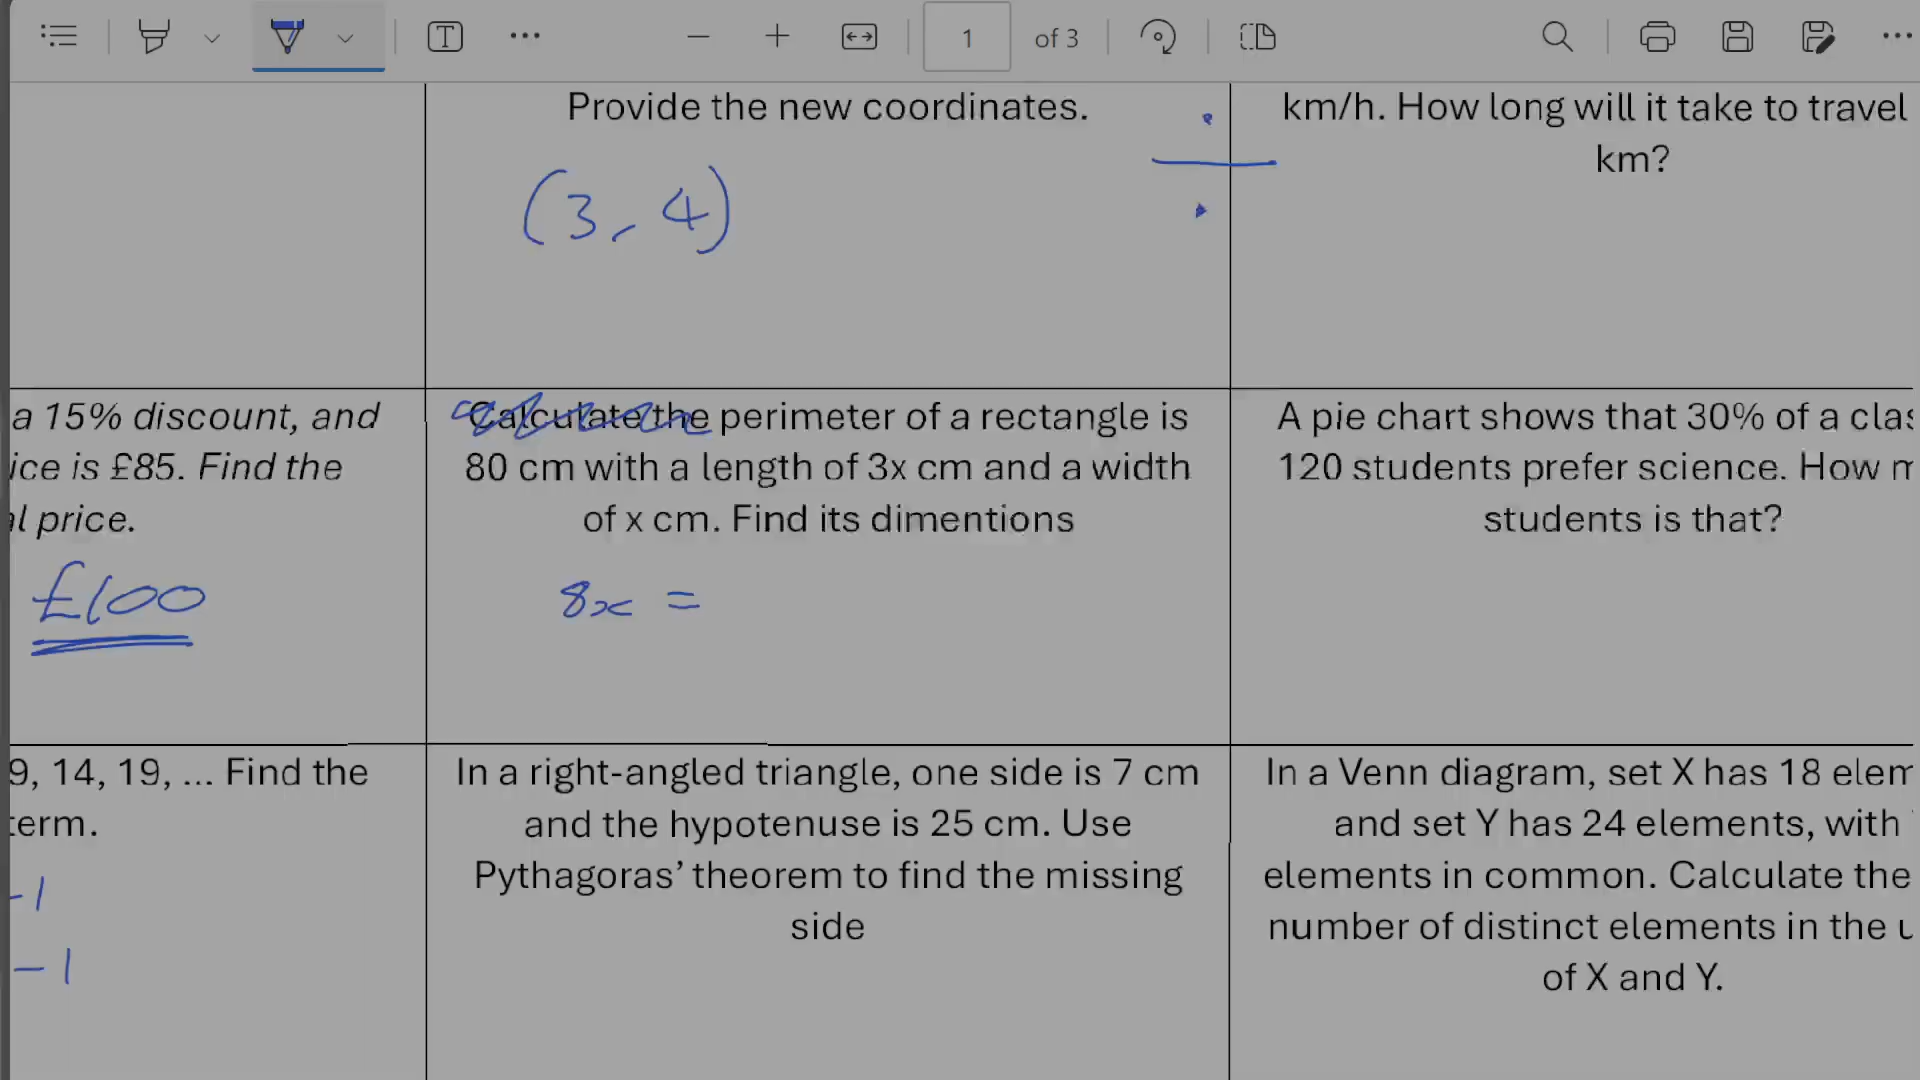 1 of 3
Provide the new coordinates.
(3, 4)
km/h. How long will it take to travel
km?
a 15% discount, and
ice is £85. Find the
al price.
£100
Calculate the perimeter of a rectangle is
80 cm with a length of 3x cm and a width
of x cm. Find its dimentions
8x =
A pie chart shows that 30% of a clas
120 students prefer science. How m
students is that?
9, 14, 19, ... Find the
term.
-1
-1
In a right-angled triangle, one side is 7 cm
and the hypotenuse is 25 cm. Use
Pythagoras’ theorem to find the missing
side
In a Venn diagram, set X has 18 elem
and set Y has 24 elements, with
elements in common. Calculate the
number of distinct elements in the u
of X and Y.